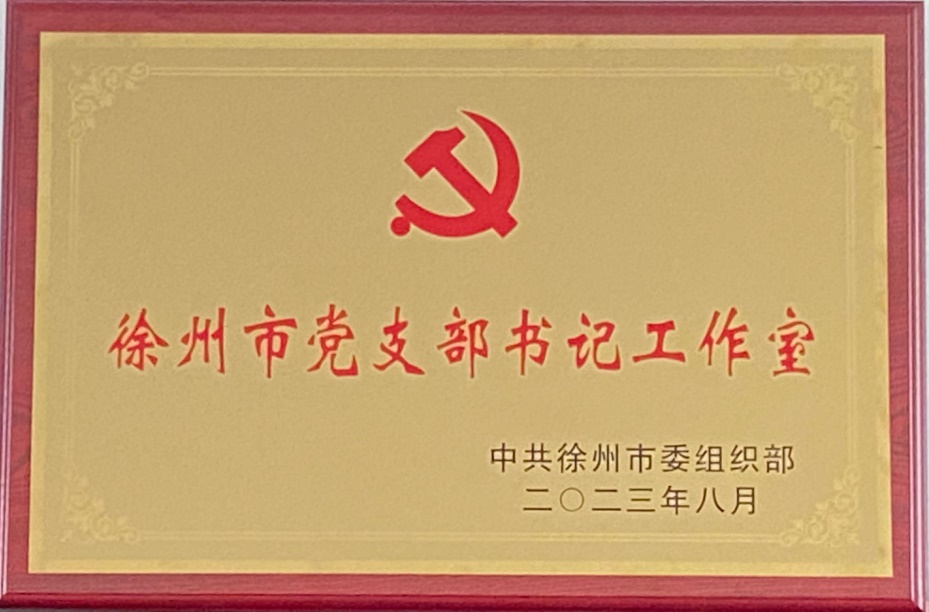 徐州市党支部书记工作室
中共徐州市委组织部
二〇二三年八月